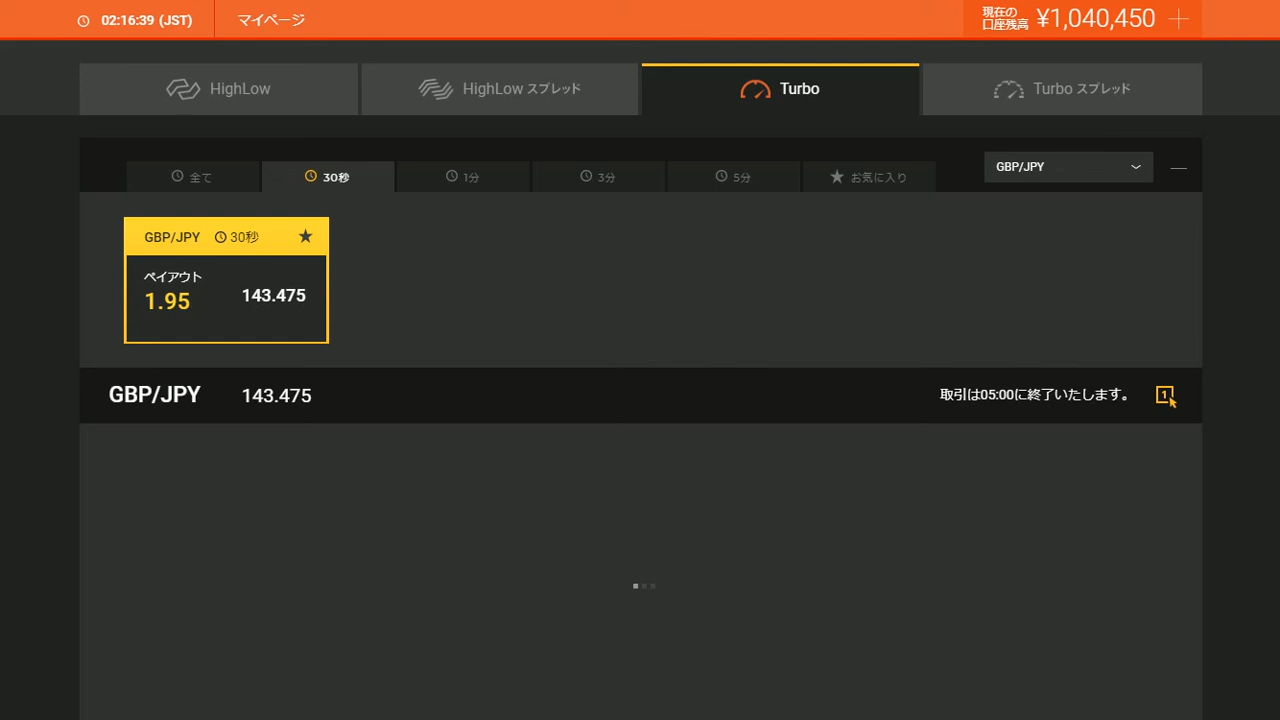 02:16:39 (JST) マイページ 現在の口座残高 ¥1,040,450
HighLow HighLow スプレッド Turbo Turbo スプレッド
全て 30秒 1分 3分 5分 お気に入り GBP/JPY
GBP/JPY 30秒
ペイアウト
1.95 143.475
GBP/JPY 143.475 取引は05:00に終了いたします。 1